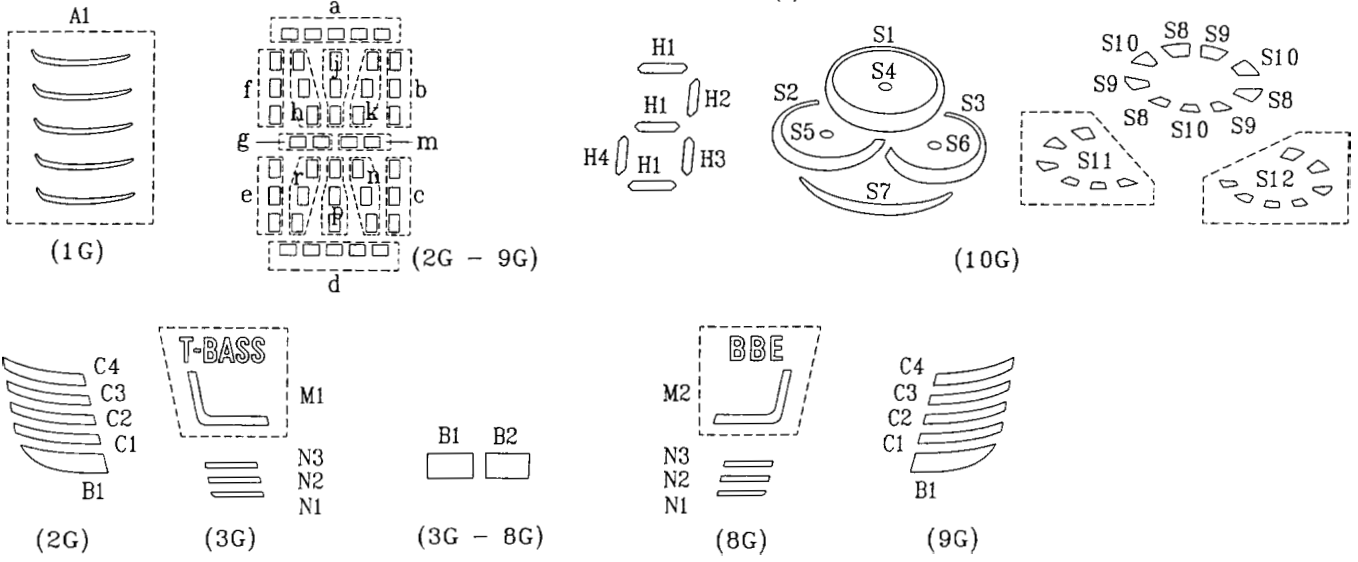 A1
a
f
j
b
h
k
g
m
r
n
e
p
c
d
(1G)
(2G - 9G)
H1
H2
H1
H4
H1
H3
S1
S4
S2
S3
S5
S6
S7
S10
S8
S9
S10
S9
S8
S8
S10
S9
S11
S12
(10G)
C4
C3
C2
C1
B1
(2G)
T-BASS
M1
N3
N2
N1
(3G)
B1 B2
(3G - 8G)
BBE
M2
N3
N2
N1
(8G)
C4
C3
C2
C1
B1
(9G)